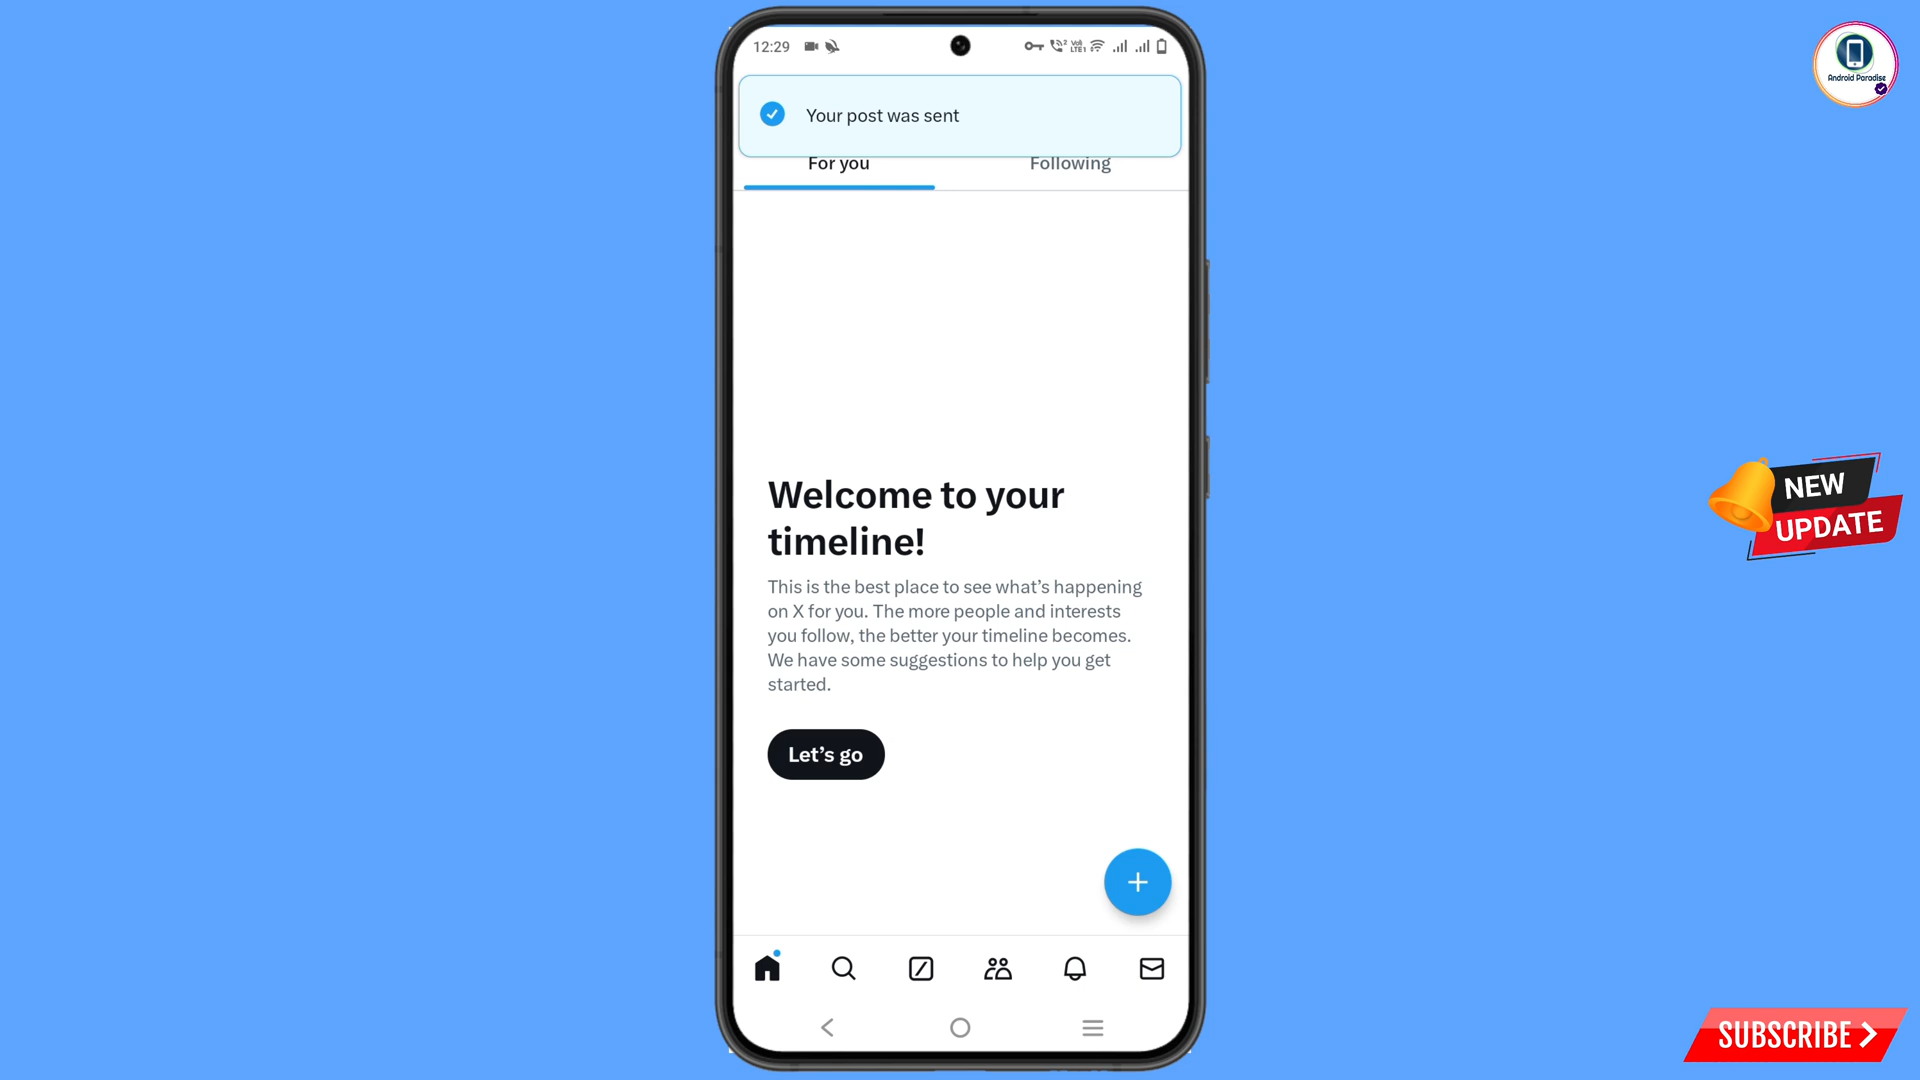 12:29
Your post was sent
For you
Following
Welcome to your
timeline!
This is the best place to see what’s happening
on X for you. The more people and interests
you follow, the better your timeline becomes.
We have some suggestions to help you get
started.
Let’s go
Android Paradise
NEW
UPDATE
SUBSCRIBE